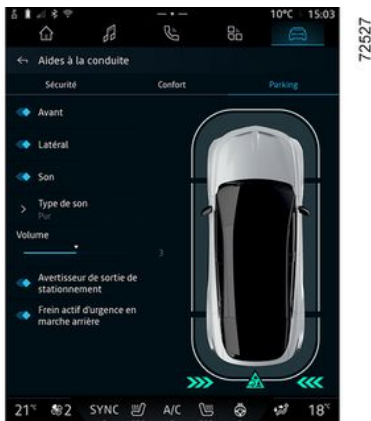 10°C 15:03
Aides à la conduite
Sécurité Confort Parking
Avant
Latéral
Son
Type de son
Pur
Volume
3
Avertisseur de sortie de
stationnement
Frein actif d'urgence en
marche arrière
21°C 2 SYNC A/C 18°C
72527